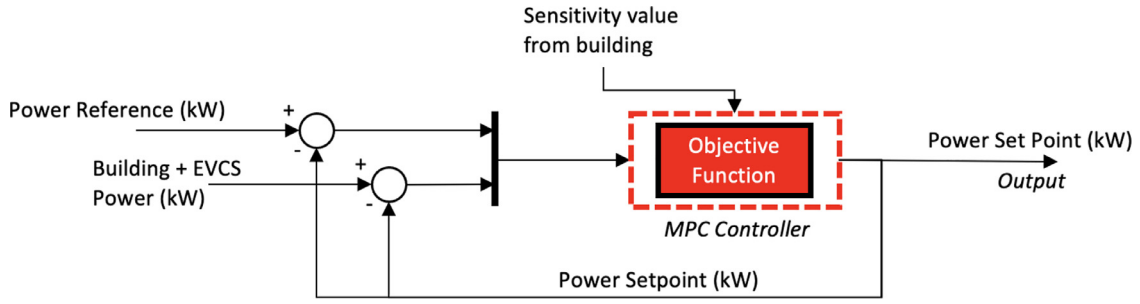 Sensitivity value
from building
Power Reference (kW)
+
-
Building + EVCS
Power (kW)
+
-
Objective
Function
MPC Controller
Power Set Point (kW)
Output
Power Setpoint (kW)